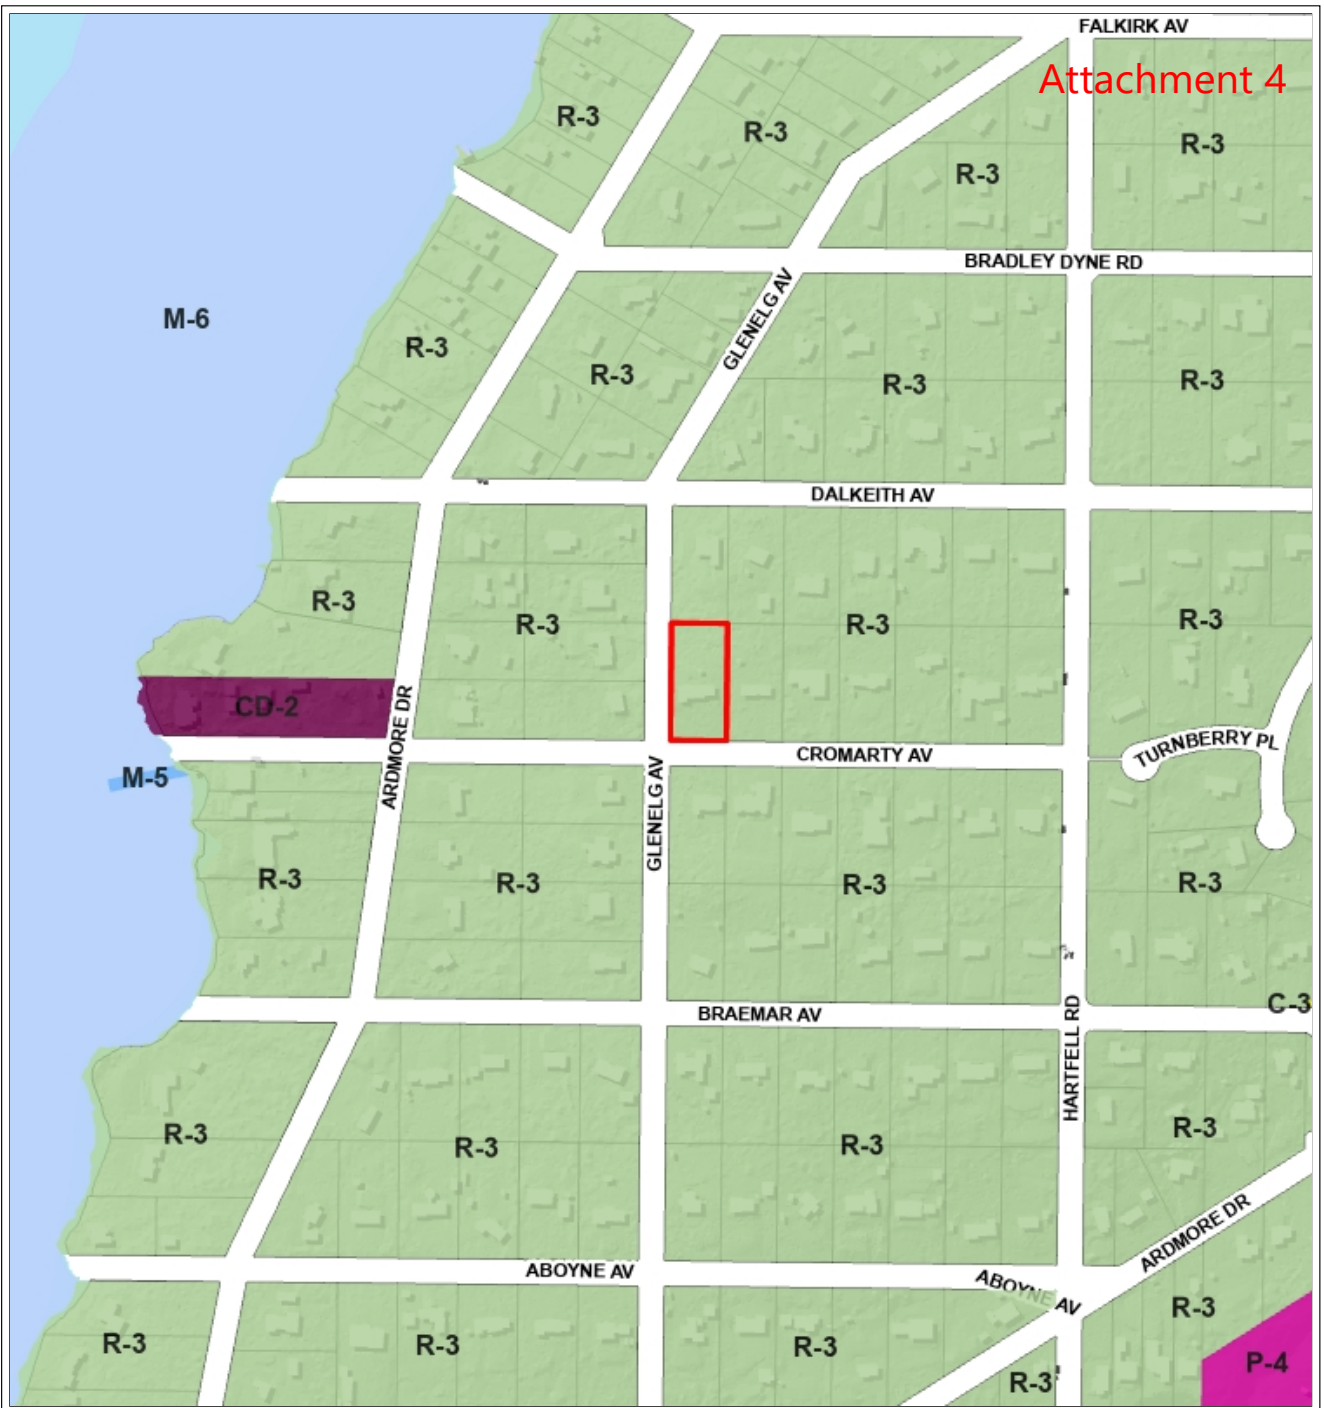 FALKIRK AV
Attachment 4
R-3
R-3
R-3
R-3
BRADLEY DYNE RD
M-6
GLENELG AV
R-3
R-3
R-3
R-3
DALKEITH AV
R-3
R-3
R-3
R-3
CD-2
ARDMORE DR
TURNBERRY PL
CROMARTY AV
M-5
GLENELG AV
R-3
R-3
R-3
R-3
C-3
BRAEMAR AV
HARTFELL RD
R-3
R-3
R-3
R-3
ARDMORE DR
ABOYNE AV
ABOYNE AV
R-3
R-3
R-3
R-3
P-4
R-3